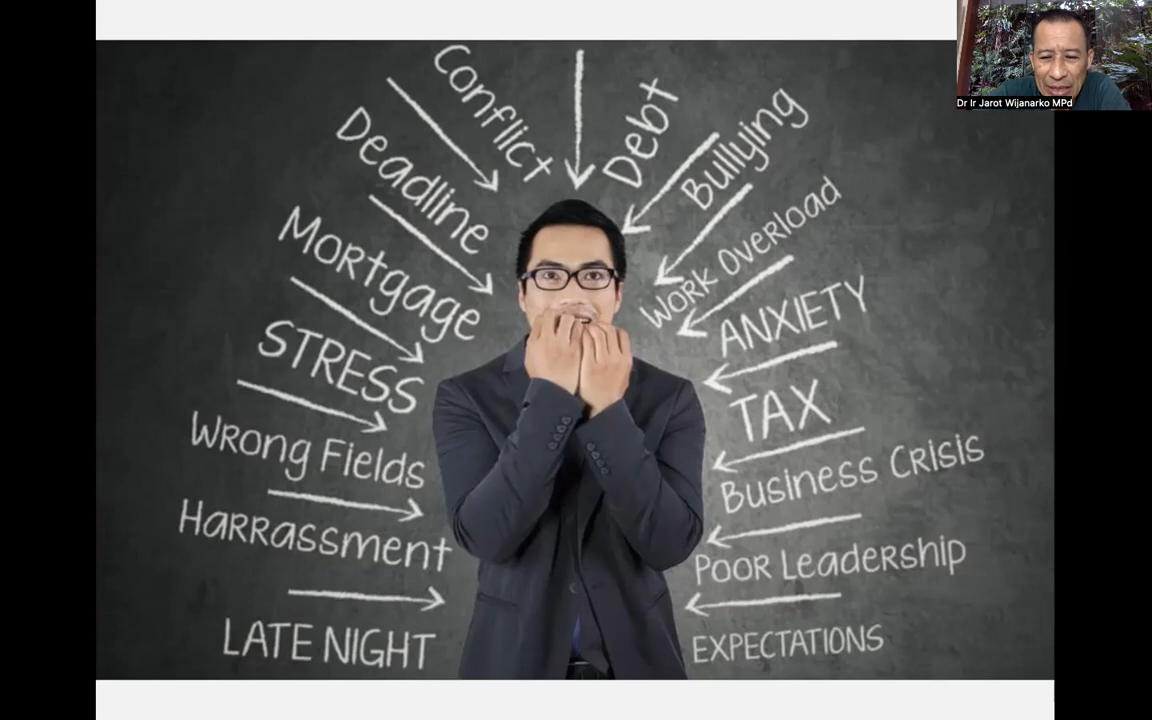 Dr Ir Jarot Wijanarko MPd
Conflict
Deadline
Mortgage
STRESS
Wrong Fields
Harrassment
LATE NIGHT
Debt
Bullying
Work Overload
ANXIETY
TAX
Business Crisis
Poor Leadership
EXPECTATIONS